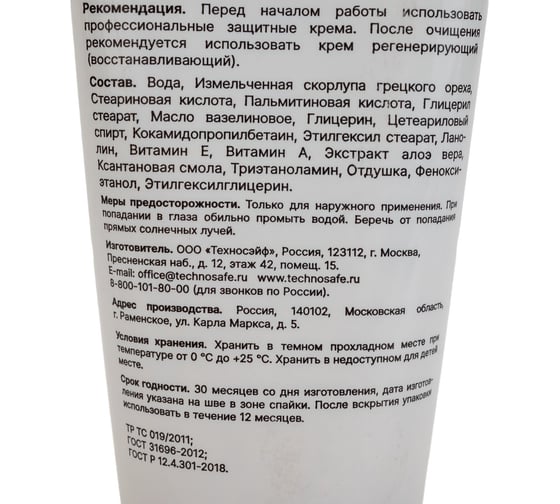 Рекомендация. Перед началом работы использовать
профессиональные защитные крема. После очищения
рекомендуется использовать крем регенерирующий
(восстанавливающий).
Состав. Вода, Измельченная скорлупа грецкого ореха,
Стеариновая кислота, Пальмитиновая кислота, Глицерил
стеарат, Масло вазелиновое, Глицерин, Цетеариловый
спирт, Кокамидопропилбетаин, Этилгексил стеарат, Лано-
лин, Витамин Е, Витамин А, Экстракт алоэ вера,
Ксантановая смола, Триэтаноламин, Отдушка, Фенокси-
этанол, Этилгексилглицерин.
Меры предосторожности. Только для наружного применения. При
попадании в глаза обильно промыть водой. Беречь от попадания
прямых солнечных лучей.
Изготовитель. ООО «Техносэйф», Россия, 123112, г. Москва,
Пресненская наб., д. 12, этаж 42, помещ. 15.
E-mail: office@technosafe.ru www.technosafe.ru
8-800-101-80-00 (для звонков по России).
Адрес производства. Россия, 140102, Московская область,
г. Раменское, ул. Карла Маркса, д. 5.
Условия хранения. Хранить в темном прохладном месте при
температуре от 0 °С до +25 °С. Хранить в недоступном для детей
месте.
Срок годности. 30 месяцев со дня изготовления, дата изготов-
ления указана на шве в зоне спайки. После вскрытия упаковки
использовать в течение 12 месяцев.
ТР ТС 019/2011;
ГОСТ 31696-2012;
ГОСТ Р 12.4.301-2018.